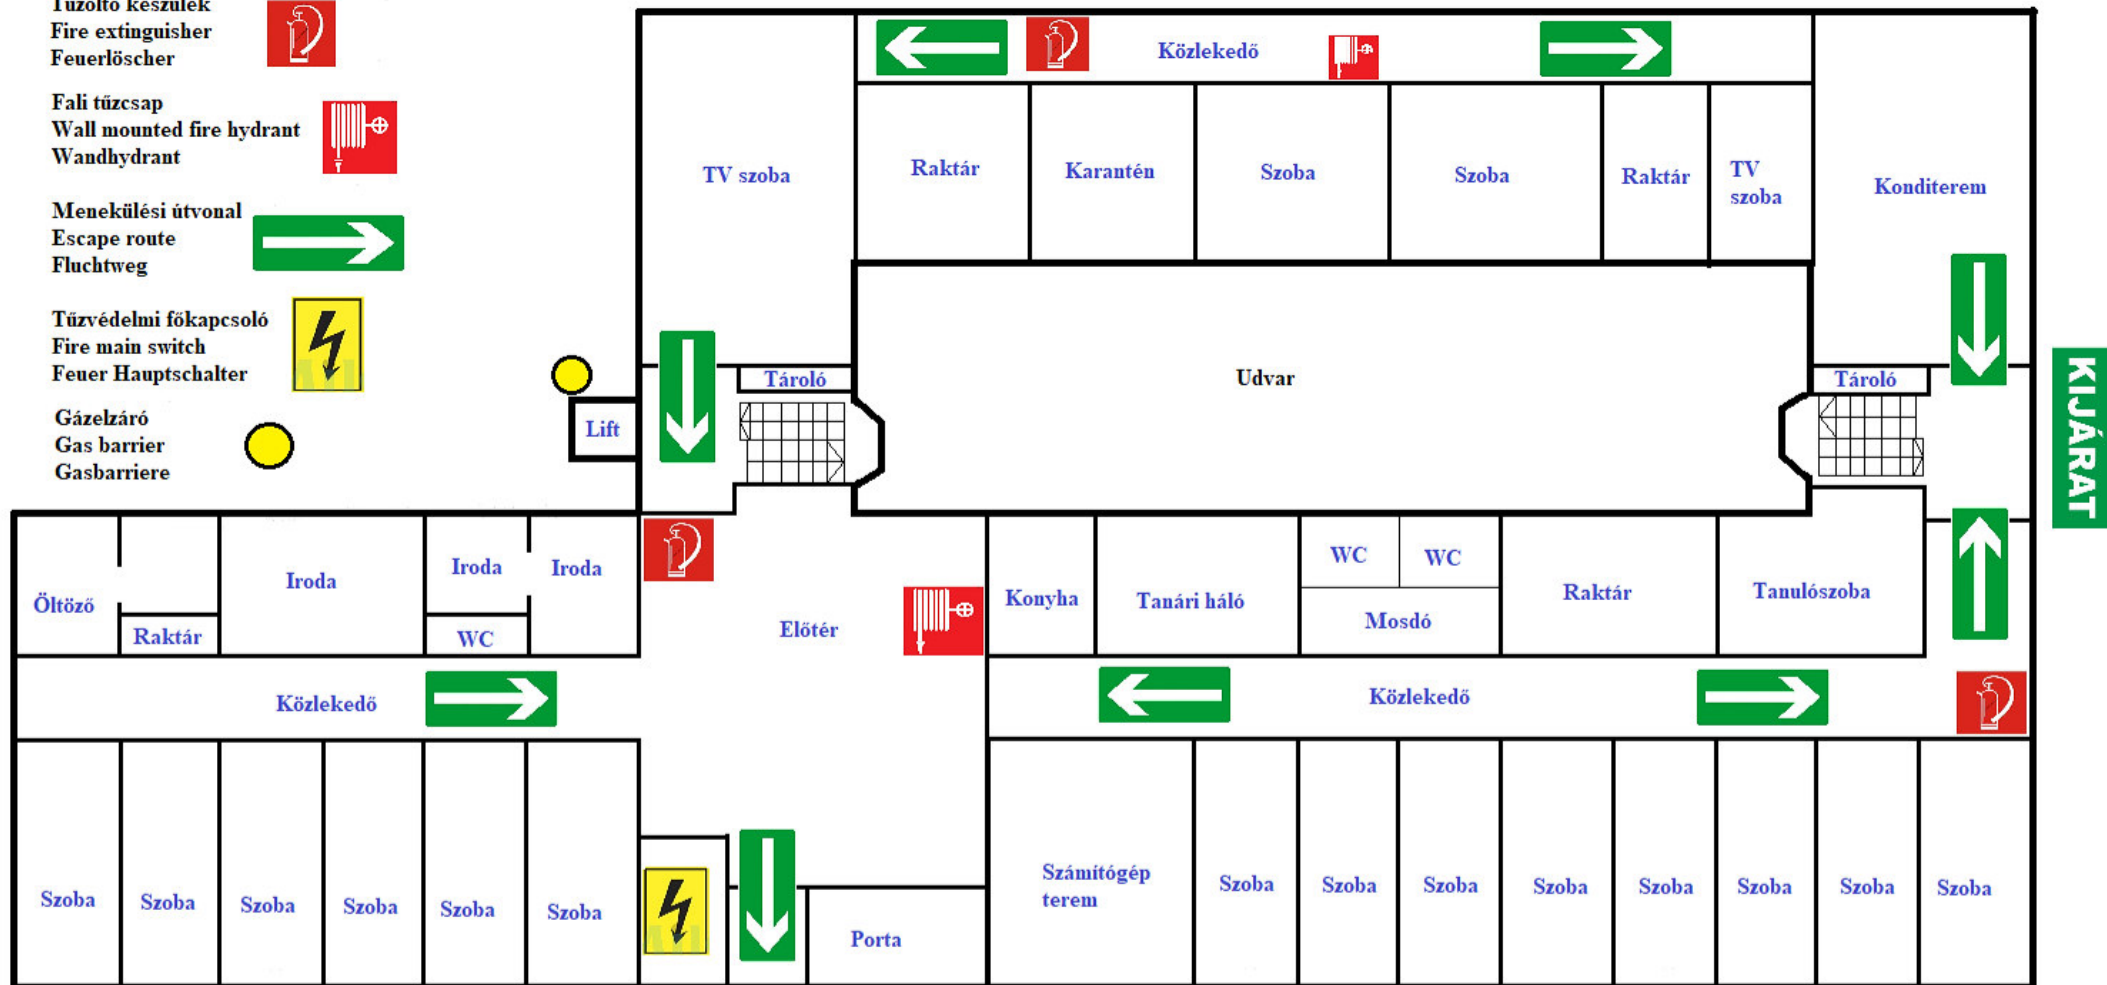 Tűzoltó készülék
Fire extinguisher
Feuerlöscher
Fali tűzcsap
Wall mounted fire hydrant
Wandhydrant
Menekülési útvonal
Escape route
Fluchtweg
Tűzvédelmi főkapcsoló
Fire main switch
Feuer Hauptschalter
Gázelzáró
Gas barrier
Gasbarriere
Közlekedő
TV szoba
Raktár
Karantén
Szoba
Szoba
Raktár
TV
szoba
Konditerem
Tároló
Udvar
Tároló
Lift
KIJÁRAT
Öltöző
Raktár
Iroda
Iroda
WC
Iroda
Előtér
Konyha
Tanári háló
WC
WC
Mosdó
Raktár
Tanulószoba
Közlekedő
Közlekedő
Szoba
Szoba
Szoba
Szoba
Szoba
Szoba
Porta
Számítógép
terem
Szoba
Szoba
Szoba
Szoba
Szoba
Szoba
Szoba
Szoba